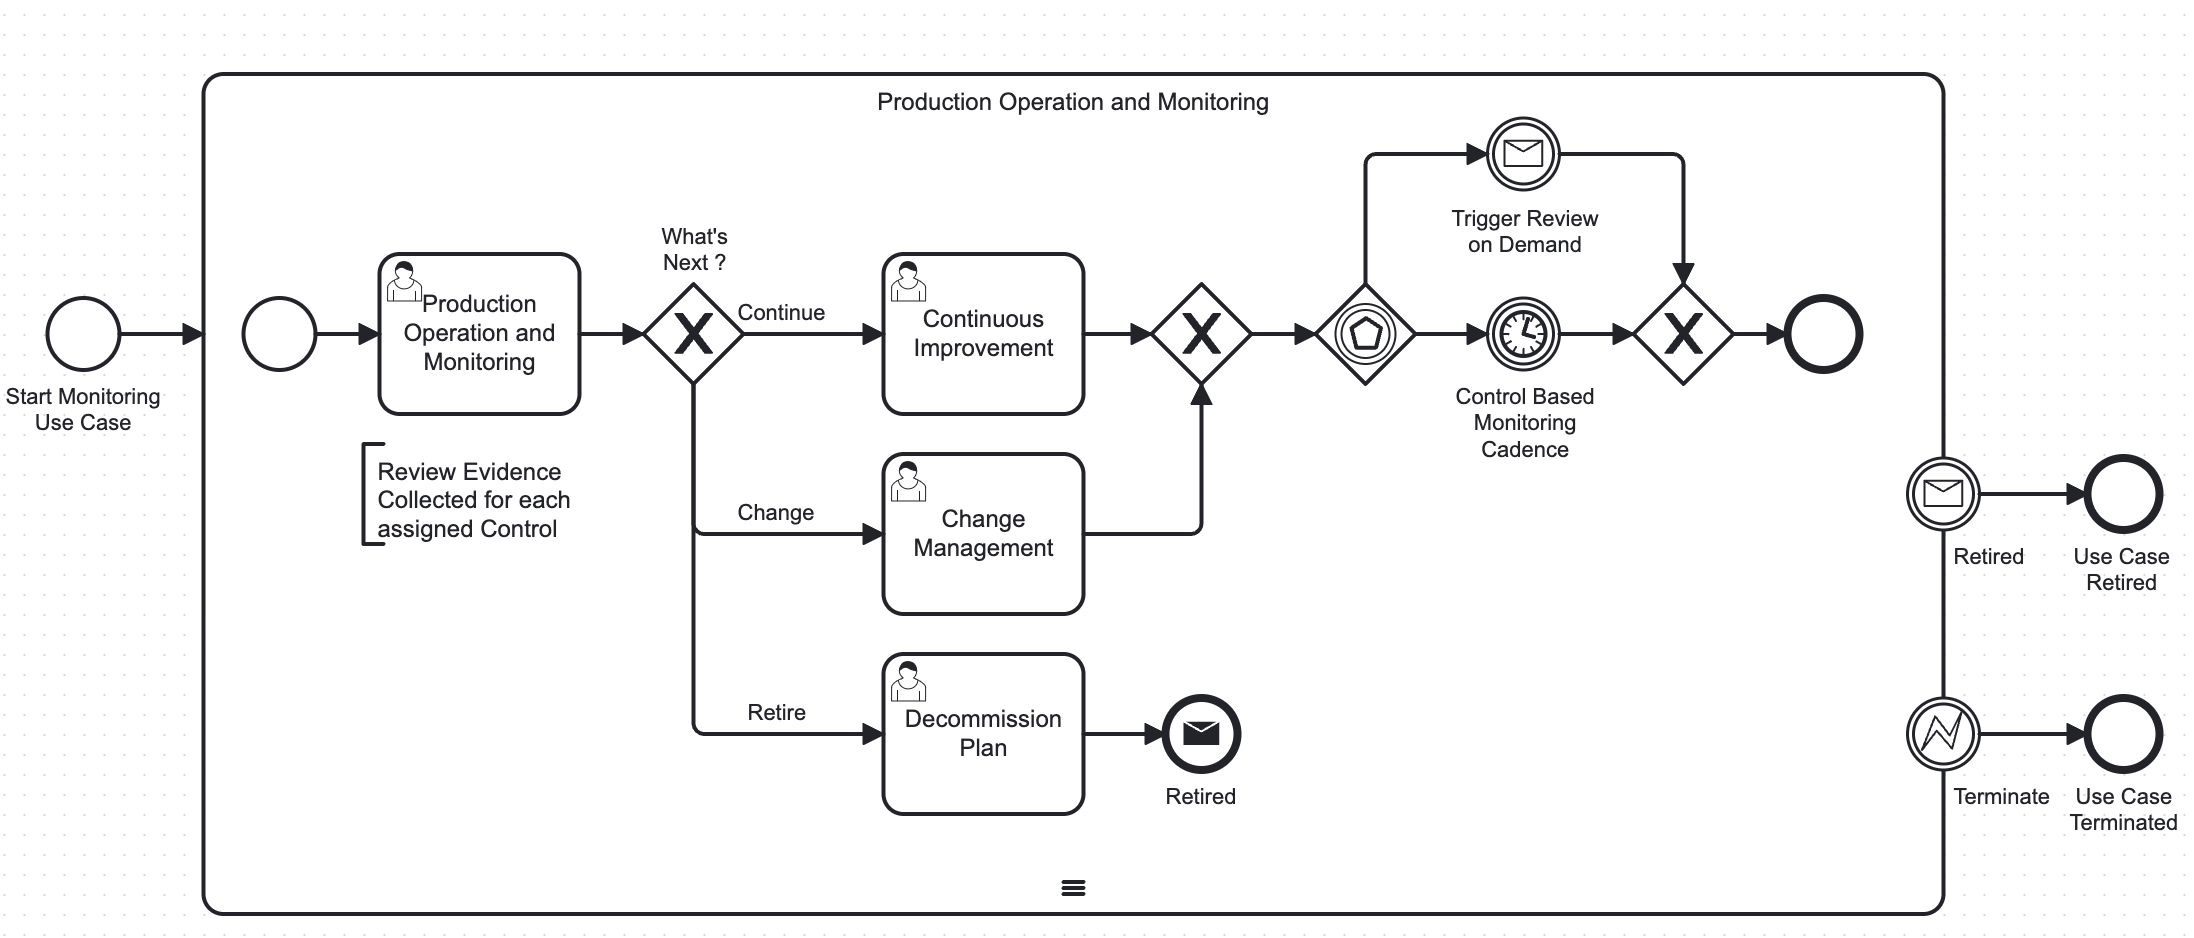 Production Operation and Monitoring
Trigger Review
on Demand
What's
Next ?
Production
Operation and
Monitoring
Continue
Continuous
Improvement
Start Monitoring
Use Case
Control Based
Monitoring
Cadence
Review Evidence
Collected for each
assigned Control
Change
Change
Management
Retired
Use Case
Retired
Retire
Decommission
Plan
Retired
Terminate
Use Case
Terminated